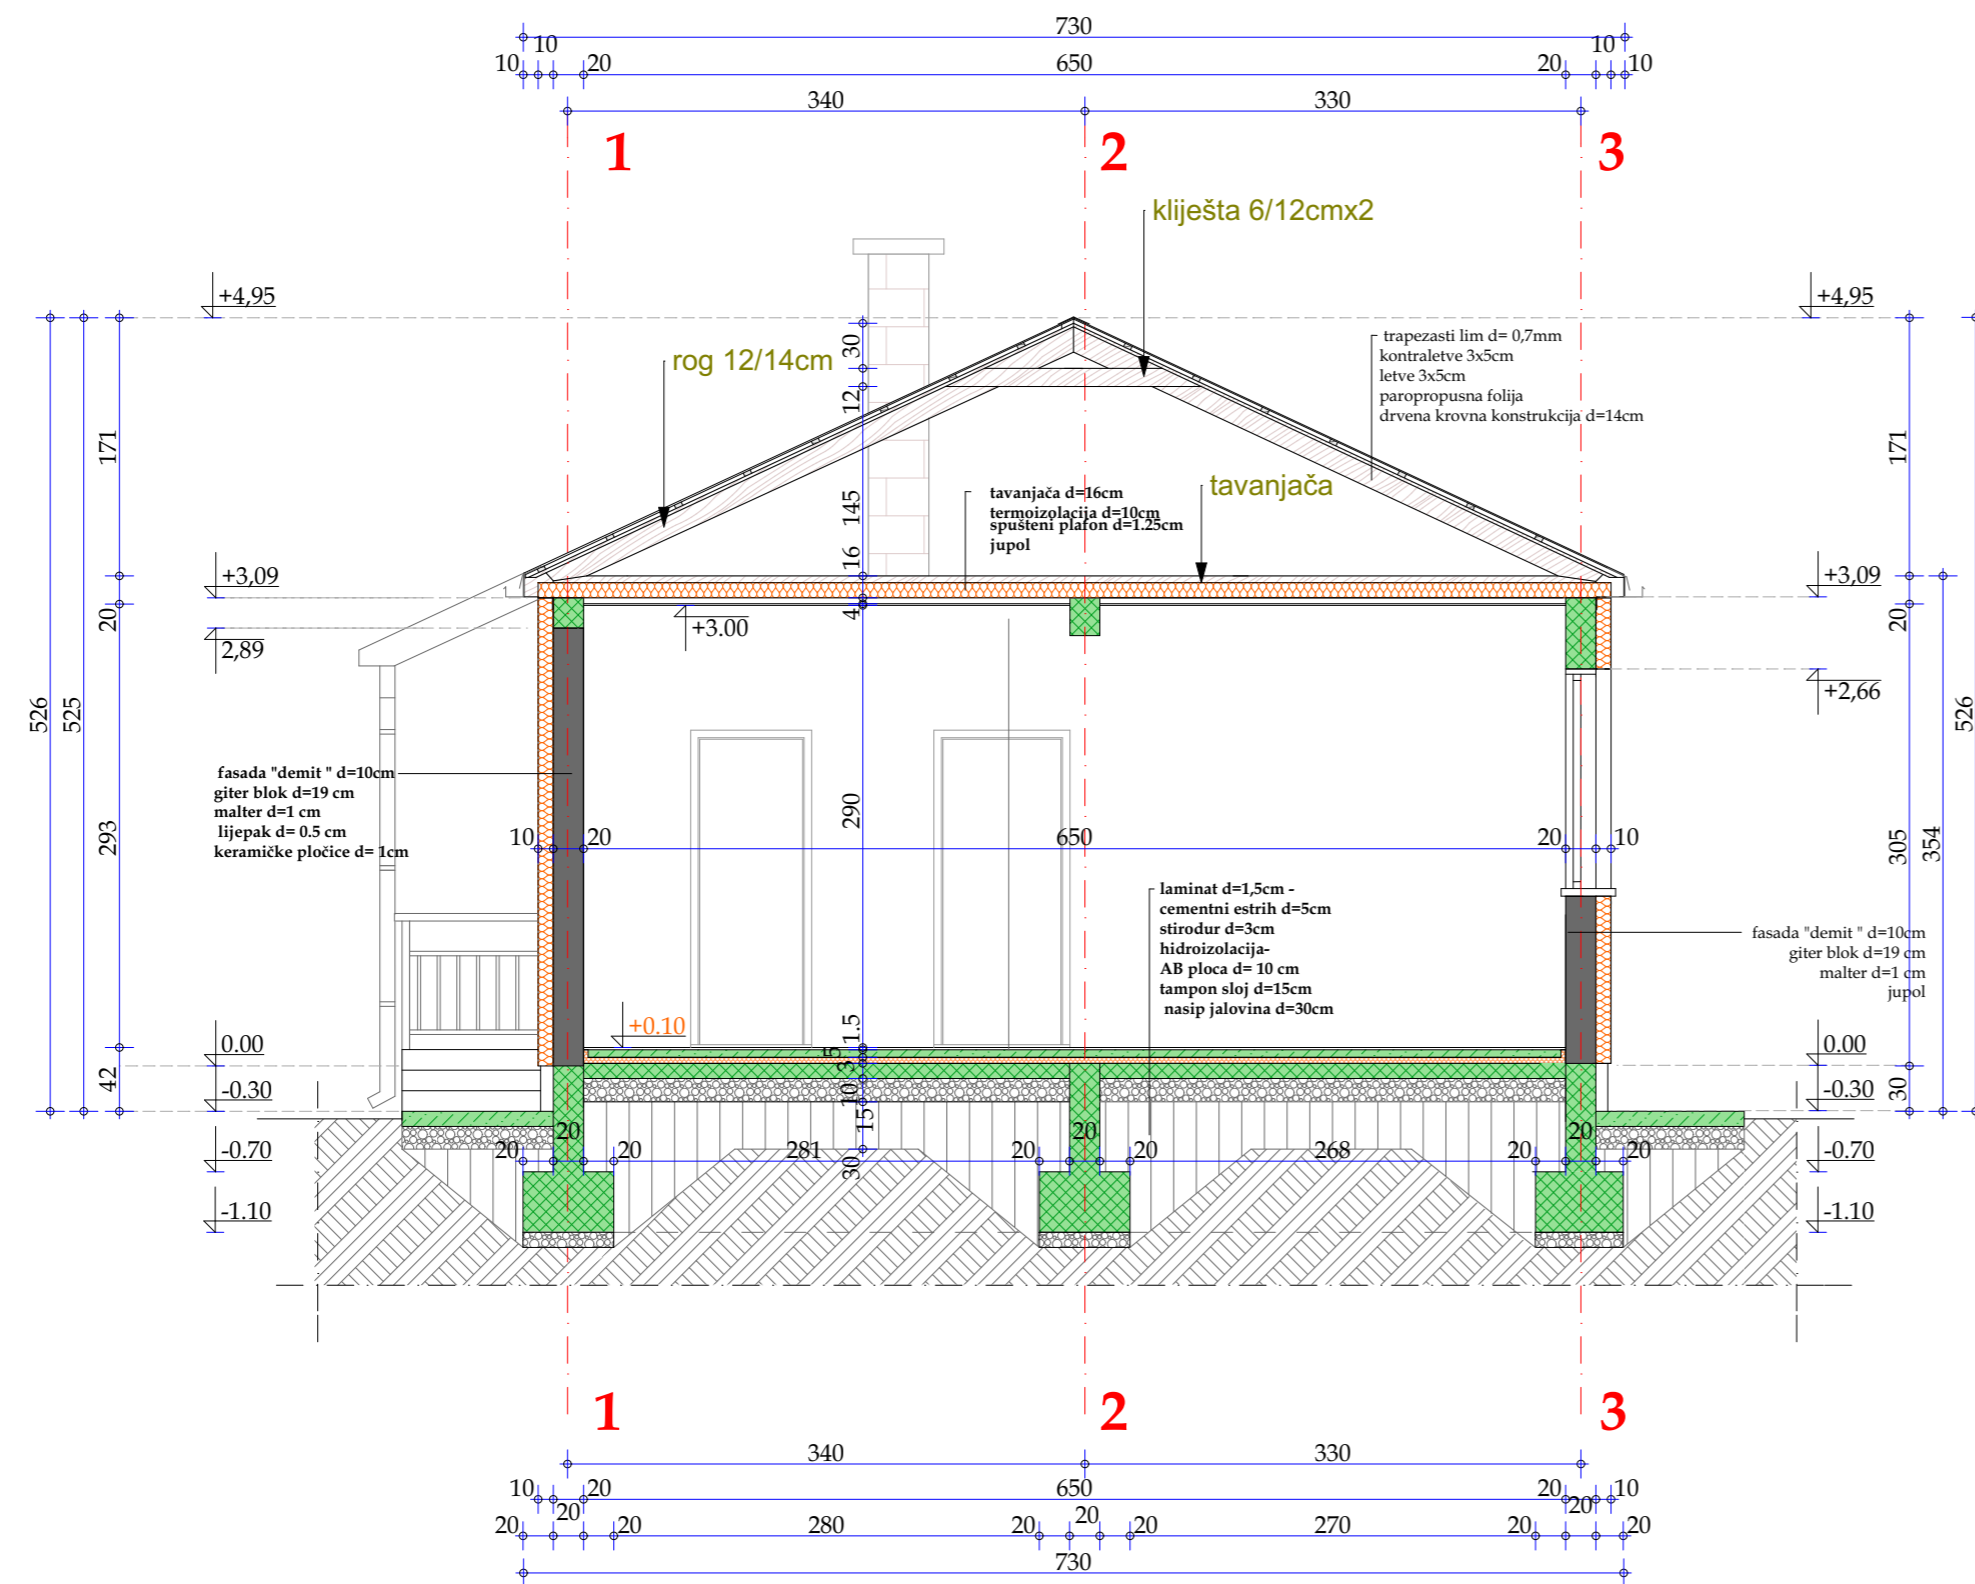 730
10
10
10 20 650 20 10
340 330
1 2 3
kliješta 6/12cmx2
+4,95
+4,95
rog 12/14cm
30
12
145
16
4
trapezasti lim d= 0,7mm
kontraletve 3x5cm
letve 3x5cm
paropropusna folija
drvena krovna konstrukcija d=14cm
171
171
tavanjača d=16cm
termoizolacija d=10cm
spušteni plafon d=1.25cm
jupol
tavanjača
+3,09
+3,09
20
20
2,89
+3.00
+2,66
526
525
293
42
fasada "demit " d=10cm
giter blok d=19 cm
malter d=1 cm
lijepak d= 0.5 cm
keramičke pločice d= 1cm
290
10 20 650 20 10
305
354
526
30
laminat d=1,5cm -
cementni estrih d=5cm
stirodur d=3cm
hidroizolacija-
AB ploca d= 10 cm
tampon sloj d=15cm
nasip jalovina d=30cm
fasada "demit " d=10cm
giter blok d=19 cm
malter d=1 cm
jupol
+0.10
1.5
5
3
10
15
30
0.00
0.00
-0.30
-0.30
-0.70
-0.70
-1.10
-1.10
20 20 20
20 20 281 20 20 268 20 20
1 2 3
340 330
10 20 650 20 10
20 20 20
20 20 280 20 20 270 20 20
730